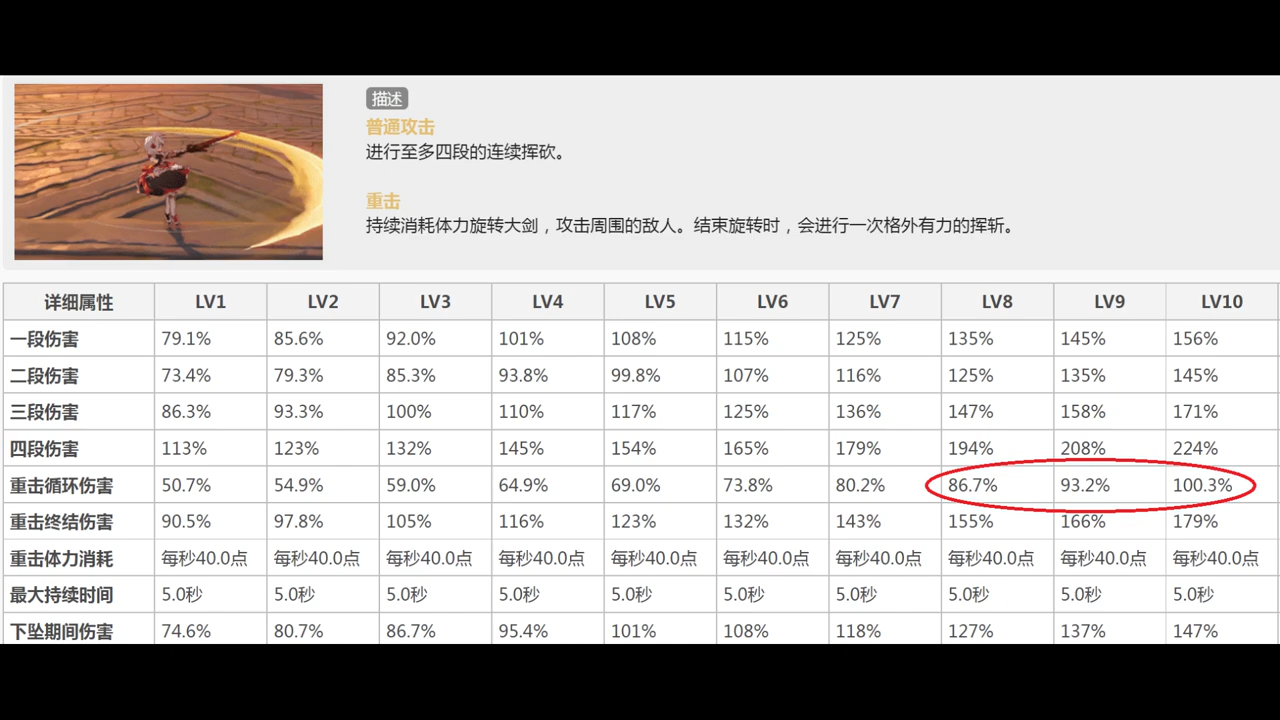 描述
普通攻击
进行至多四段的连续挥砍。
重击
持续消耗体力旋转大剑，攻击周围的敌人。结束旋转时，会进行一次格外有力的挥斩。
详细属性 LV1 LV2 LV3 LV4 LV5 LV6 LV7 LV8 LV9 LV10
一段伤害 79.1% 85.6% 92.0% 101% 108% 115% 125% 135% 145% 156%
二段伤害 73.4% 79.3% 85.3% 93.8% 99.8% 107% 116% 125% 135% 145%
三段伤害 86.3% 93.3% 100% 110% 117% 125% 136% 147% 158% 171%
四段伤害 113% 123% 132% 145% 154% 165% 179% 194% 208% 224%
重击循环伤害 50.7% 54.9% 59.0% 64.9% 69.0% 73.8% 80.2% 86.7% 93.2% 100.3%
重击终结伤害 90.5% 97.8% 105% 116% 123% 132% 143% 155% 166% 179%
重击体力消耗 每秒40.0点 每秒40.0点 每秒40.0点 每秒40.0点 每秒40.0点 每秒40.0点 每秒40.0点 每秒40.0点 每秒40.0点 每秒40.0点
最大持续时间 5.0秒 5.0秒 5.0秒 5.0秒 5.0秒 5.0秒 5.0秒 5.0秒 5.0秒 5.0秒
下坠期间伤害 74.6% 80.7% 86.7% 95.4% 101% 108% 118% 127% 137% 147%